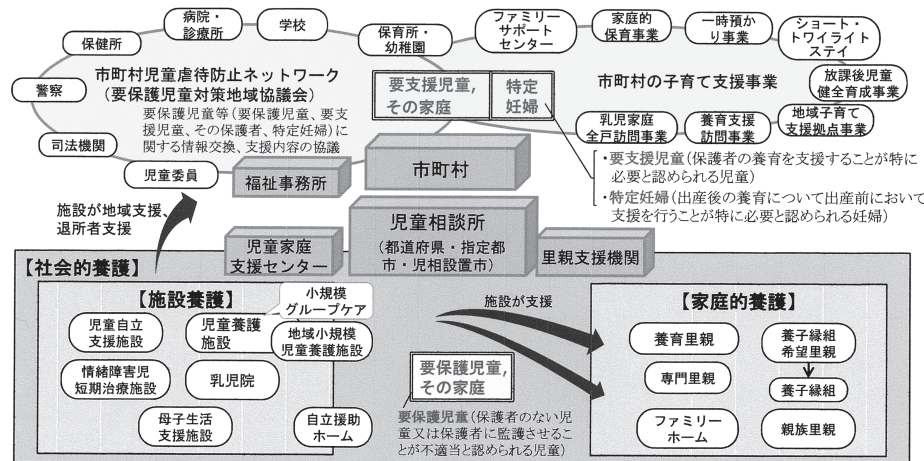 病院・
診療所
学校
保健所
保育所・
幼稚園
ファミリー
サポート
センター
家庭的
保育事業
一時預か
り事業
ショート・
トワイライト
ステイ
警察
市町村児童虐待防止ネットワーク
(要保護児童対策地域協議会)
要保護児童等(要保護児童、要支
援児童、その保護者、特定妊婦)に
関する情報交換、支援内容の協議
要支援児童,
その家庭
特定
妊婦
市町村の子育て支援事業
放課後児童
健全育成事業
司法機関
乳児家庭
全戸訪問事業
養育支援
訪問事業
地域子育て
支援拠点事業
児童委員
福祉事務所
市町村
・要支援児童(保護者の養育を支援することが特に
必要と認められる児童)
・特定妊婦(出産後の養育について出産前において
支援を行うことが特に必要と認められる妊婦)
施設が地域支援、
退所者支援
児童相談所
(都道府県・指定都
市・児相設置市)
児童家庭
支援センター
里親支援機関
【社会的養護】
【施設養護】
小規模
グループケア
児童自立
支援施設
児童養護
施設
地域小規模
児童養護施設
情緒障害児
短期治療施設
乳児院
母子生活
支援施設
自立援助
ホーム
施設が支援
要保護児童,
その家庭
要保護児童(保護者のない児
童又は保護者に監護させるこ
とが不適当と認められる児童)
【家庭的養護】
養育里親
養子縁組
希望里親
専門里親
養子縁組
ファミリー
ホーム
親族里親